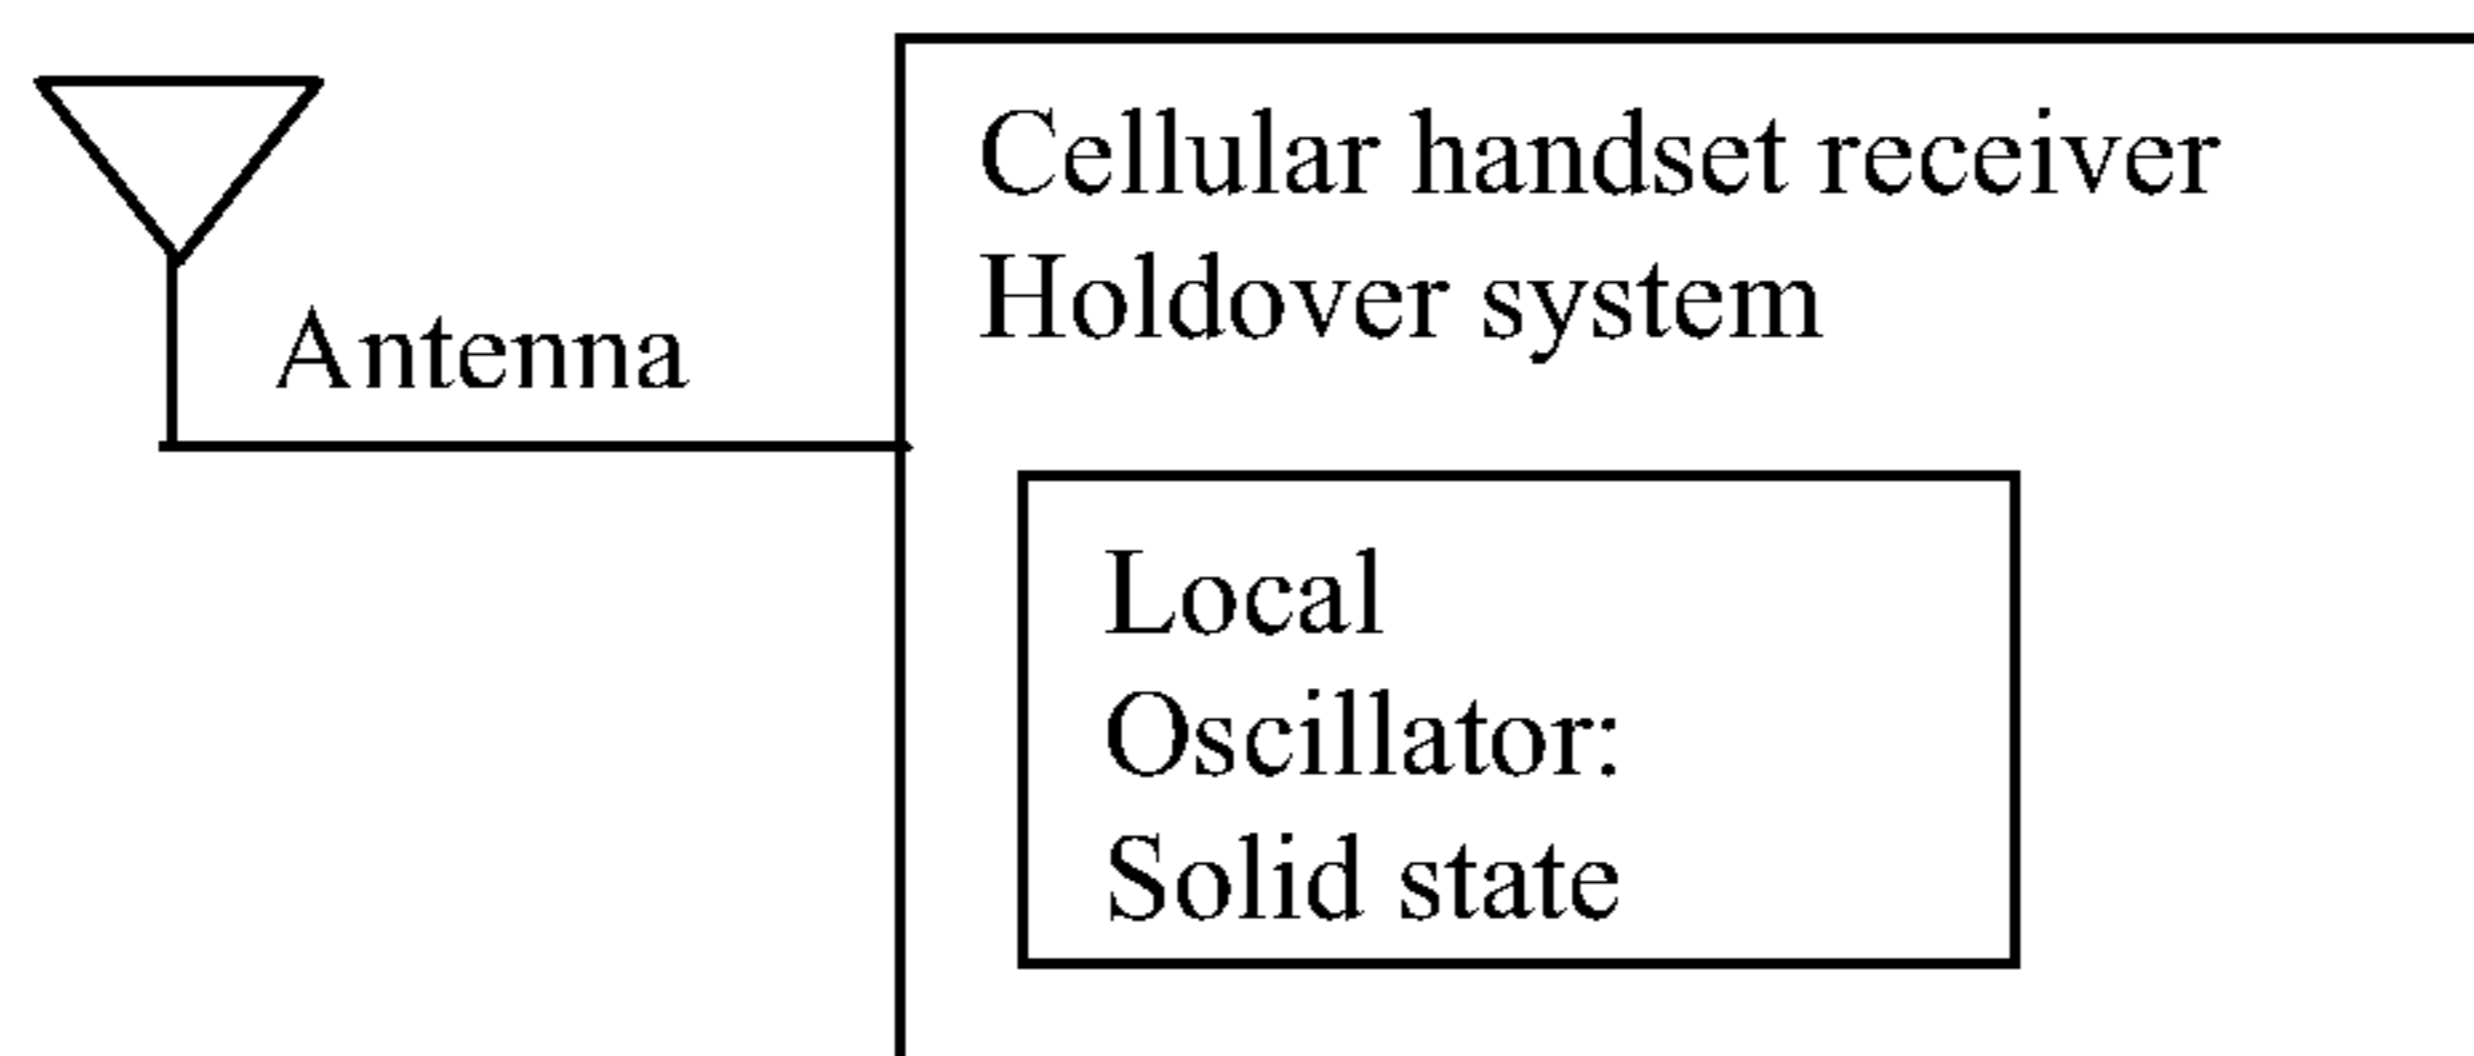 Cellular handset receiver
Holdover system
Antenna
Local
Oscillator:
Solid state